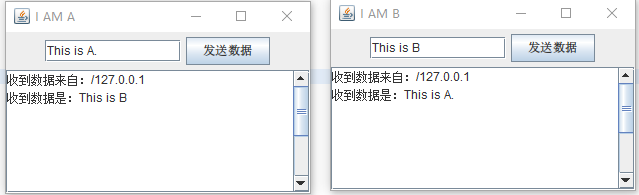 I AM A
This is A.
发送数据
收到数据来自：/127.0.0.1
收到数据是：This is B
I AM B
This is B
发送数据
收到数据来自：/127.0.0.1
收到数据是：This is A.